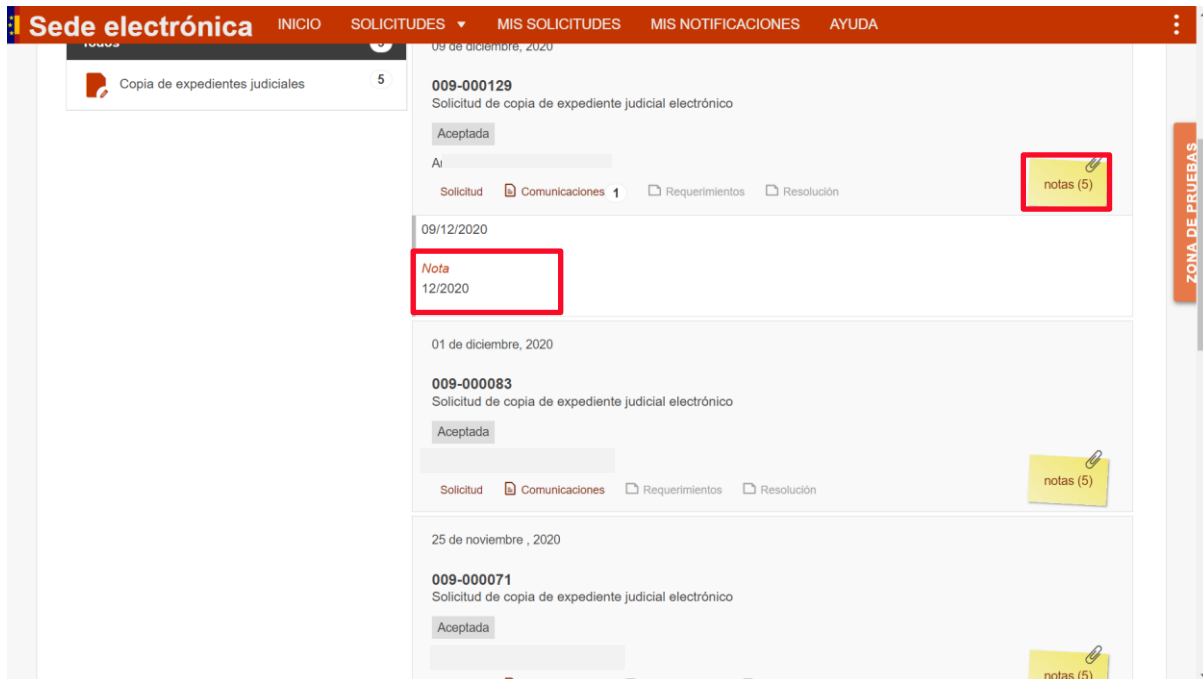 Sede electrónica INICIO SOLICITUDES MIS SOLICITUDES MIS NOTIFICACIONES AYUDA
Todos 5
Copia de expedientes judiciales 5
09 de diciembre, 2020
009-000129
Solicitud de copia de expediente judicial electrónico
Aceptada
Solicitud Comunicaciones 1 Requerimientos Resolución
notas (5)
09/12/2020
Nota
12/2020
01 de diciembre, 2020
009-000083
Solicitud de copia de expediente judicial electrónico
Aceptada
Solicitud Comunicaciones Requerimientos Resolución
notas (5)
25 de noviembre , 2020
009-000071
Solicitud de copia de expediente judicial electrónico
Aceptada
notas (5)
ZONA DE PRUEBAS